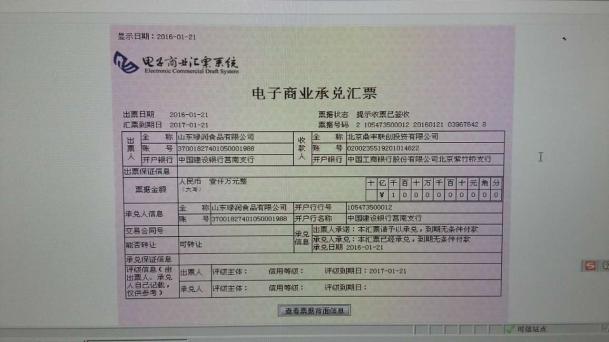 显示日期：2016-01-21
电子商业汇票系统
Electronic Commercial Draft System
电子商业承兑汇票
出票日期 2016-01-21 票据状态 提示收票已签收
汇票到期日 2017-01-21 票据号码 2 105473500012 20160121 03967842 8
出票人 全 称 山东绿润食品有限公司 收款人 全 称 北京鼎丰联创投资有限公司
账 号 37001827401050001988 账 号 0200235519201014622
开户银行 中国建设银行莒南支行 开户银行 中国工商银行股份有限公司北京紫竹桥支行
出票保证信息
票据金额 人民币（大写） 壹仟万元整 十 亿 千 百 十 万 千 百 十 元 角 分
￥ 1 0 0 0 0 0 0 0 0 0
承兑人信息 全 称 山东绿润食品有限公司 开户行行号 105473500012
账 号 37001827401050001988 开户行名称 中国建设银行莒南支行
交易合同号 承兑信息 出票人承诺：本汇票请予以承兑，到期无条件付款
能否转让 可转让 承兑人承兑：本汇票已经承兑，到期无条件付款
承兑日期 2016-01-21
承兑保证信息
评级信息（由出票人、承兑人自己记载，仅供参考） 出票人 评级主体： 信用等级： 评级到期日：2017-01-21
承兑人 评级主体： 信用等级： 评级到期日：
查看票据背面信息
可信站点